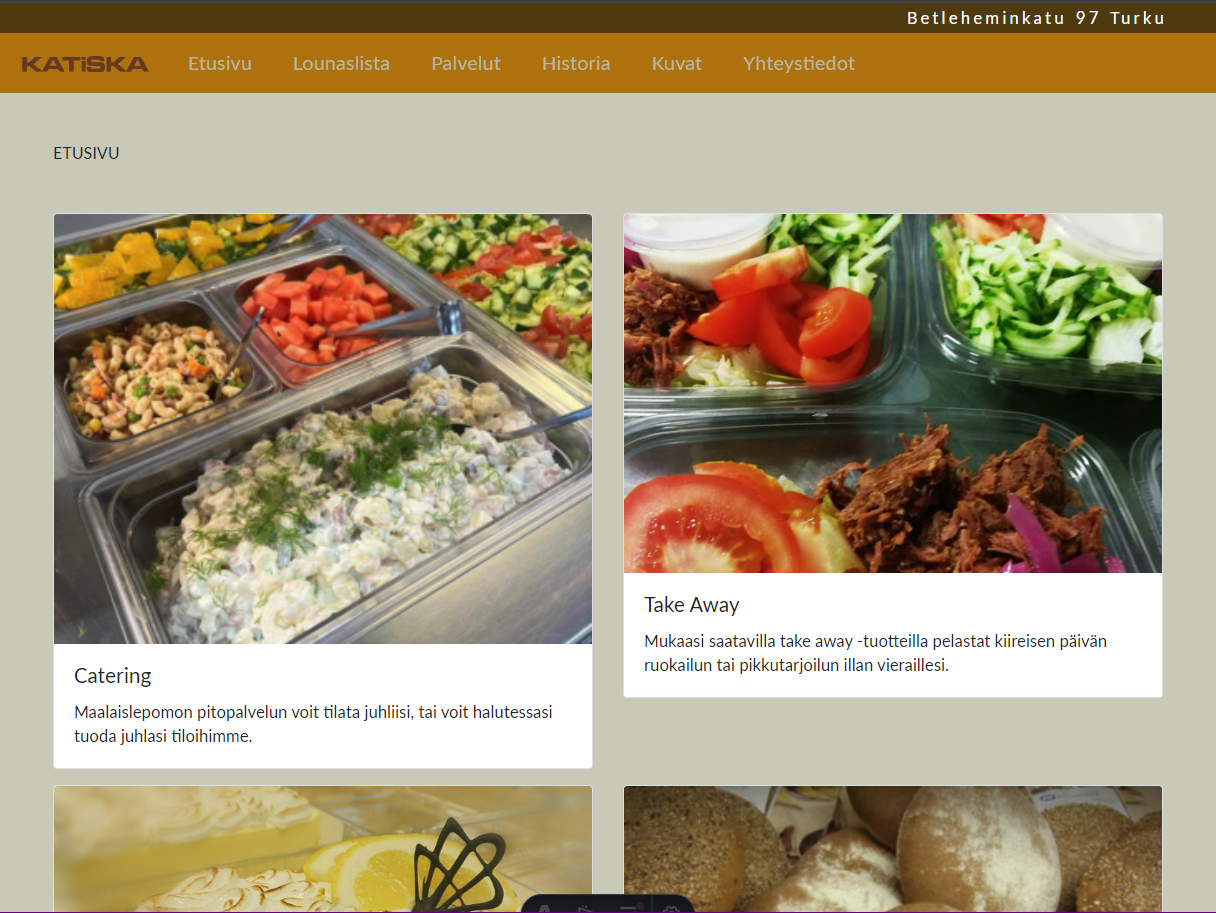 Betleheminkatu 97 Turku
KATiSKA Etusivu Lounaslista Palvelut Historia Kuvat Yhteystiedot
ETUSIVU
Catering
Maalaislepomon pitopalvelun voit tilata juhliisi, tai voit halutessasi
tuoda juhlasi tiloihimme.
Take Away
Mukaasi saatavilla take away -tuotteilla pelastat kiireisen päivän
ruokailun tai pikkutarjoilun illan vieraillesi.